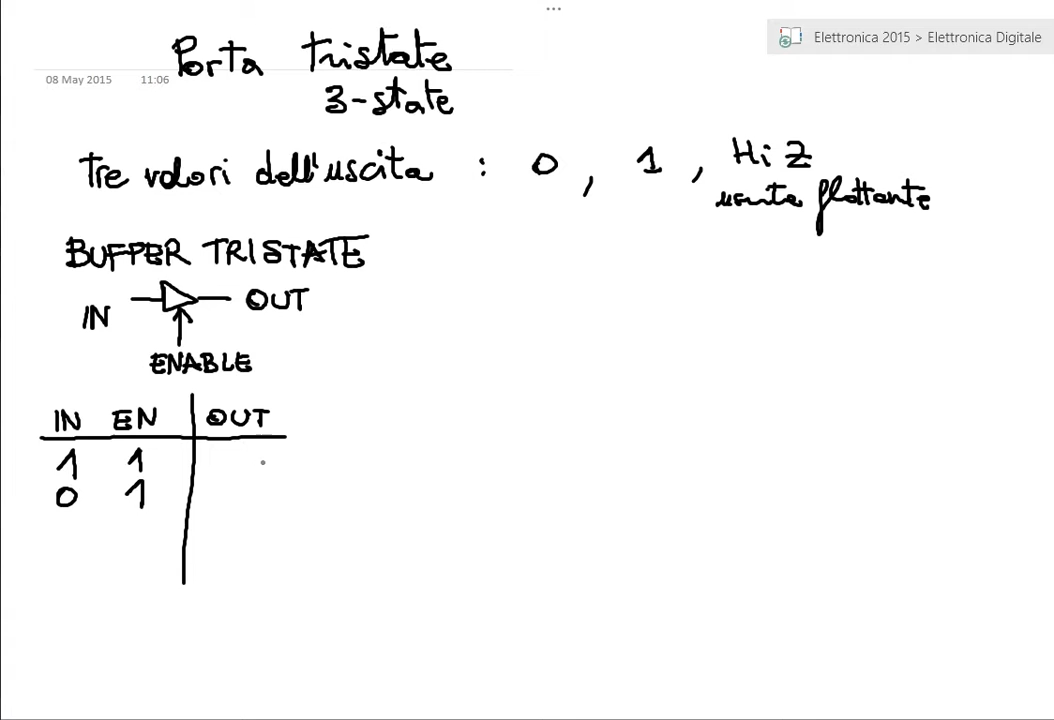 Elettronica 2015 > Elettronica Digitale
Porta tristate
08 May 2015 11:06
3-state
Tre valori dell'uscita : 0 , 1 , Hi Z
uscita flottante
BUFFER TRISTATE
IN OUT
ENABLE
IN EN OUT
1 1
0 1